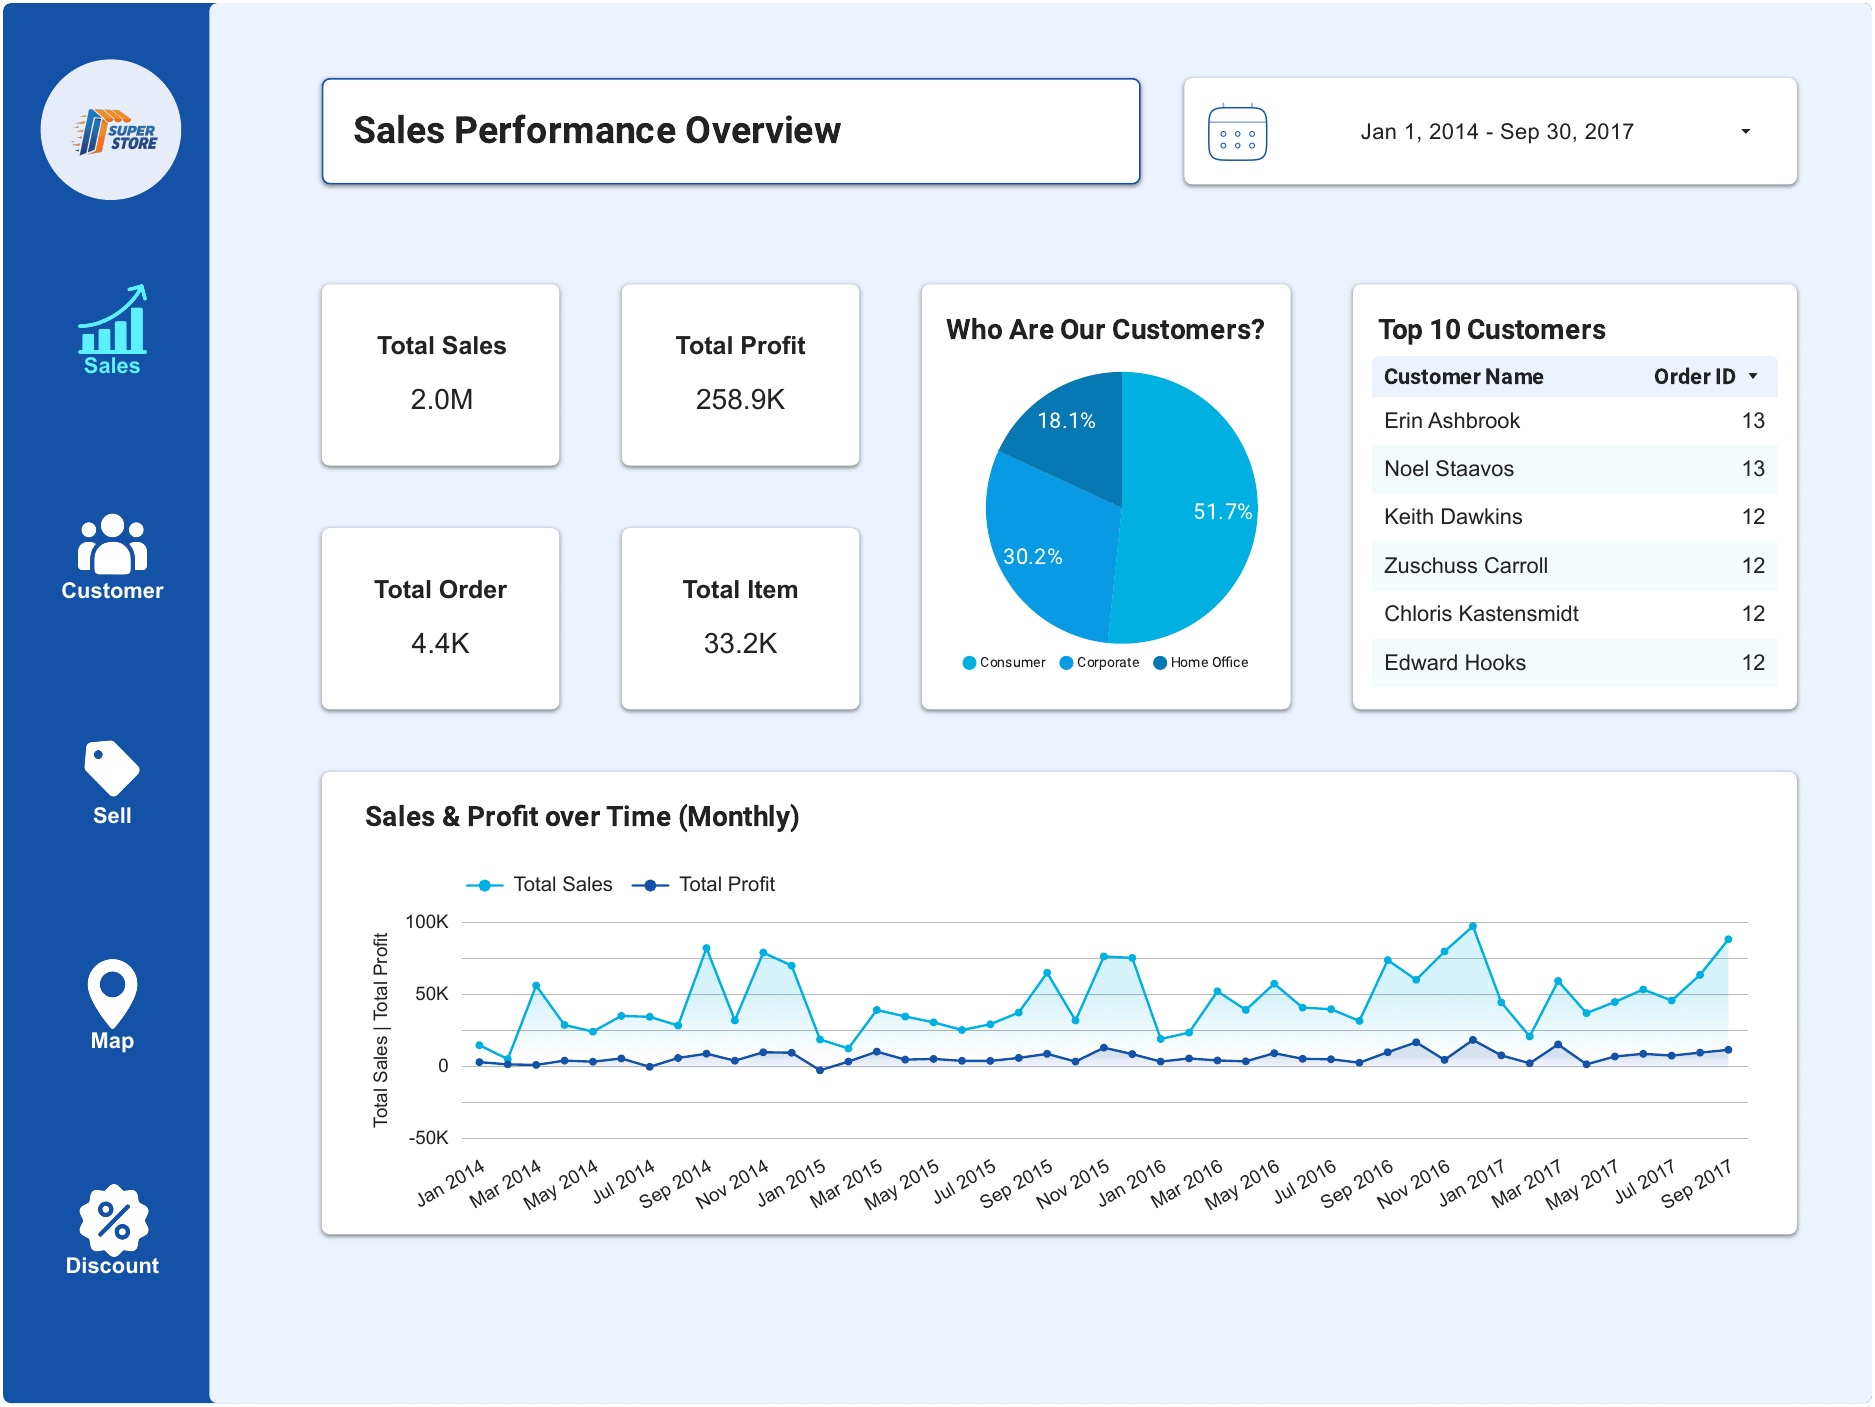 SUPER
STORE
Sales
Customer
Sell
Map
Discount
Sales Performance Overview
Jan 1, 2014 - Sep 30, 2017
Total Sales
2.0M
Total Profit
258.9K
Total Order
4.4K
Total Item
33.2K
Who Are Our Customers?
18.1%
51.7%
30.2%
Consumer Corporate Home Office
Top 10 Customers
Customer Name Order ID
Erin Ashbrook 13
Noel Staavos 13
Keith Dawkins 12
Zuschuss Carroll 12
Chloris Kastensmidt 12
Edward Hooks 12
Sales & Profit over Time (Monthly)
Total Sales Total Profit
Total Sales | Total Profit
100K
50K
0
-50K
Jan 2014 Mar 2014 May 2014 Jul 2014 Sep 2014 Nov 2014 Jan 2015 Mar 2015 May 2015 Jul 2015 Sep 2015 Nov 2015 Jan 2016 Mar 2016 May 2016 Jul 2016 Sep 2016 Nov 2016 Jan 2017 Mar 2017 May 2017 Jul 2017 Sep 2017